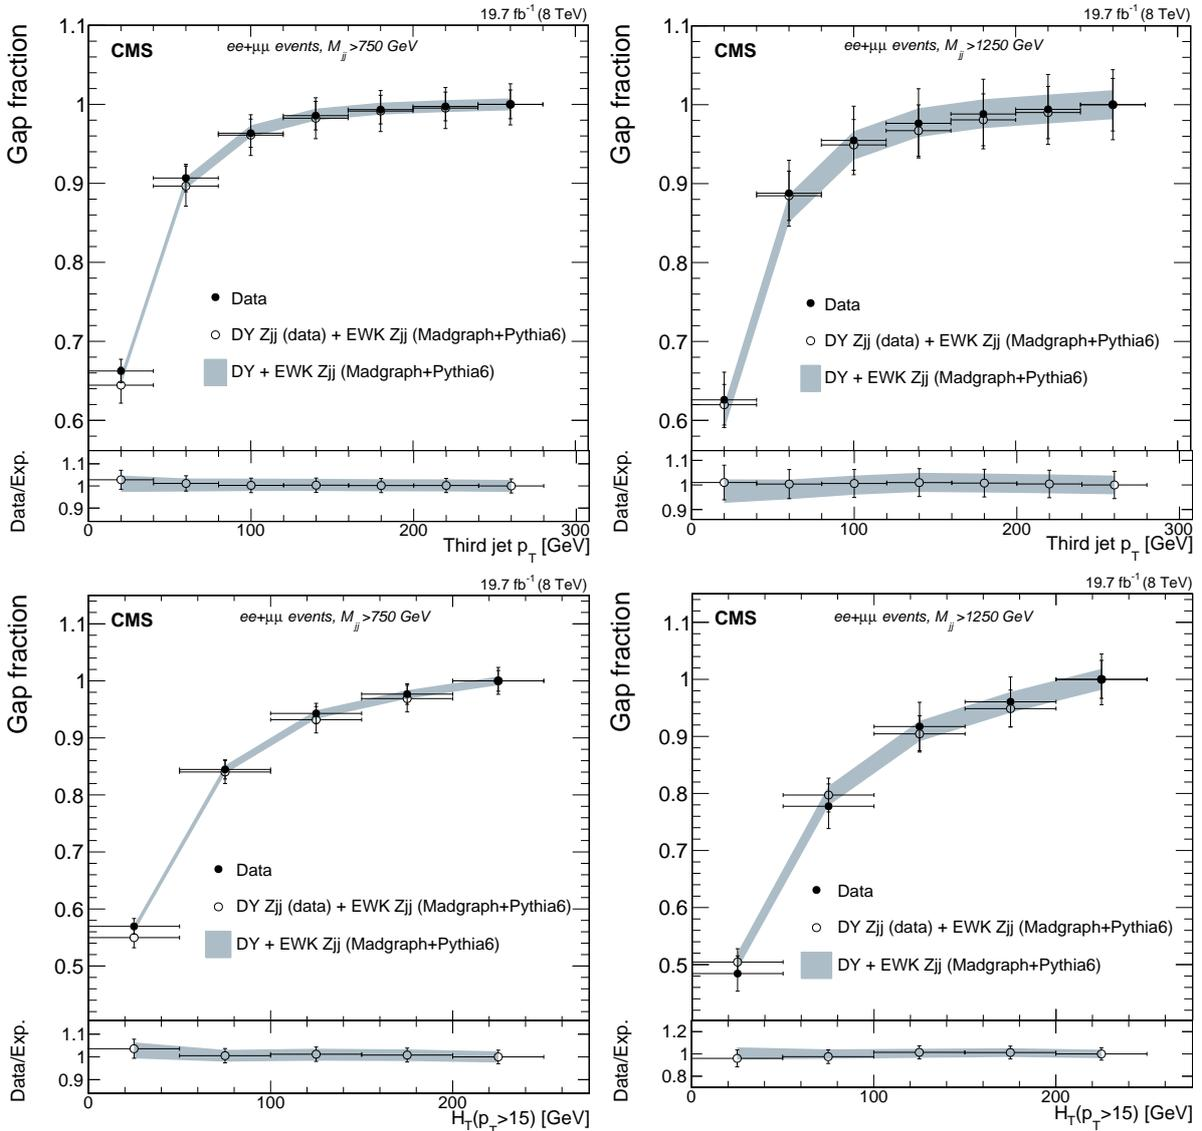 19.7 fb⁻¹ (8 TeV)
CMS ee+μμ events, M_jj >750 GeV
Gap fraction
1.1
1
0.9
0.8
0.7
0.6
Data
DY Zjj (data) + EWK Zjj (Madgraph+Pythia6)
DY + EWK Zjj (Madgraph+Pythia6)
Data/Exp.
1.1
1
0.9
0 100 200 300
Third jet p_T [GeV]
19.7 fb⁻¹ (8 TeV)
CMS ee+μμ events, M_jj >1250 GeV
Gap fraction
1.1
1
0.9
0.8
0.7
0.6
Data
DY Zjj (data) + EWK Zjj (Madgraph+Pythia6)
DY + EWK Zjj (Madgraph+Pythia6)
Data/Exp.
1.1
1
0.9
0 100 200 300
Third jet p_T [GeV]
19.7 fb⁻¹ (8 TeV)
CMS ee+μμ events, M_jj >750 GeV
Gap fraction
1.1
1
0.9
0.8
0.7
0.6
0.5
Data
DY Zjj (data) + EWK Zjj (Madgraph+Pythia6)
DY + EWK Zjj (Madgraph+Pythia6)
Data/Exp.
1.1
1
0.9
0 100 200
H_T(p_T>15) [GeV]
19.7 fb⁻¹ (8 TeV)
CMS ee+μμ events, M_jj >1250 GeV
Gap fraction
1.1
1
0.9
0.8
0.7
0.6
0.5
Data
DY Zjj (data) + EWK Zjj (Madgraph+Pythia6)
DY + EWK Zjj (Madgraph+Pythia6)
Data/Exp.
1.2
1
0.8
0 100 200
H_T(p_T>15) [GeV]